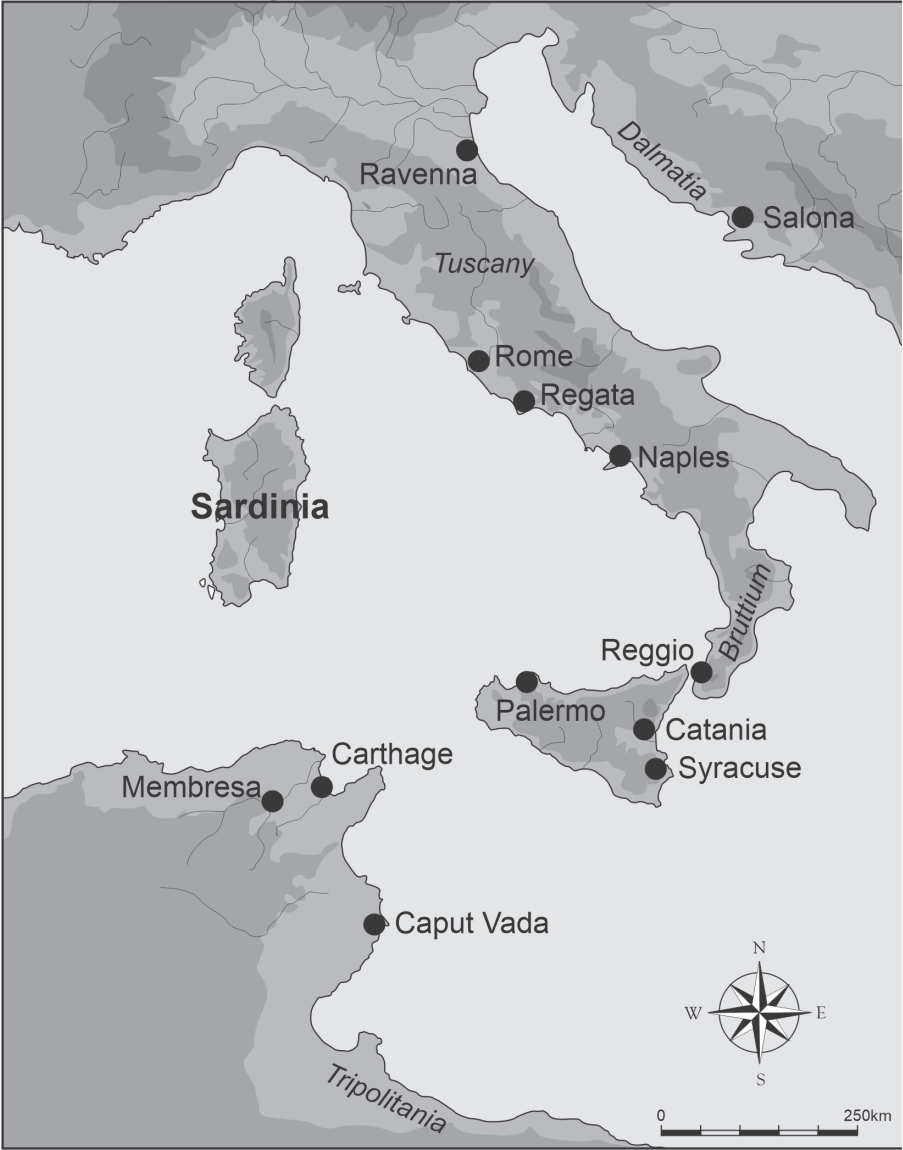 Dalmatia
Ravenna
Salona
Tuscany
Rome
Regata
Naples
Sardinia
Bruttium
Reggio
Palermo
Catania
Carthage
Syracuse
Membresa
Caput Vada
N
W
E
S
Tripolitania
0
250km